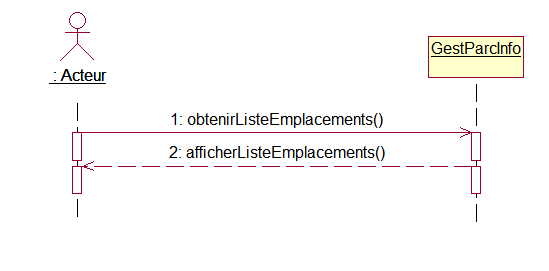 : Acteur
GestParcInfo
1: obtenirListeEmplacements()
2: afficherListeEmplacements()